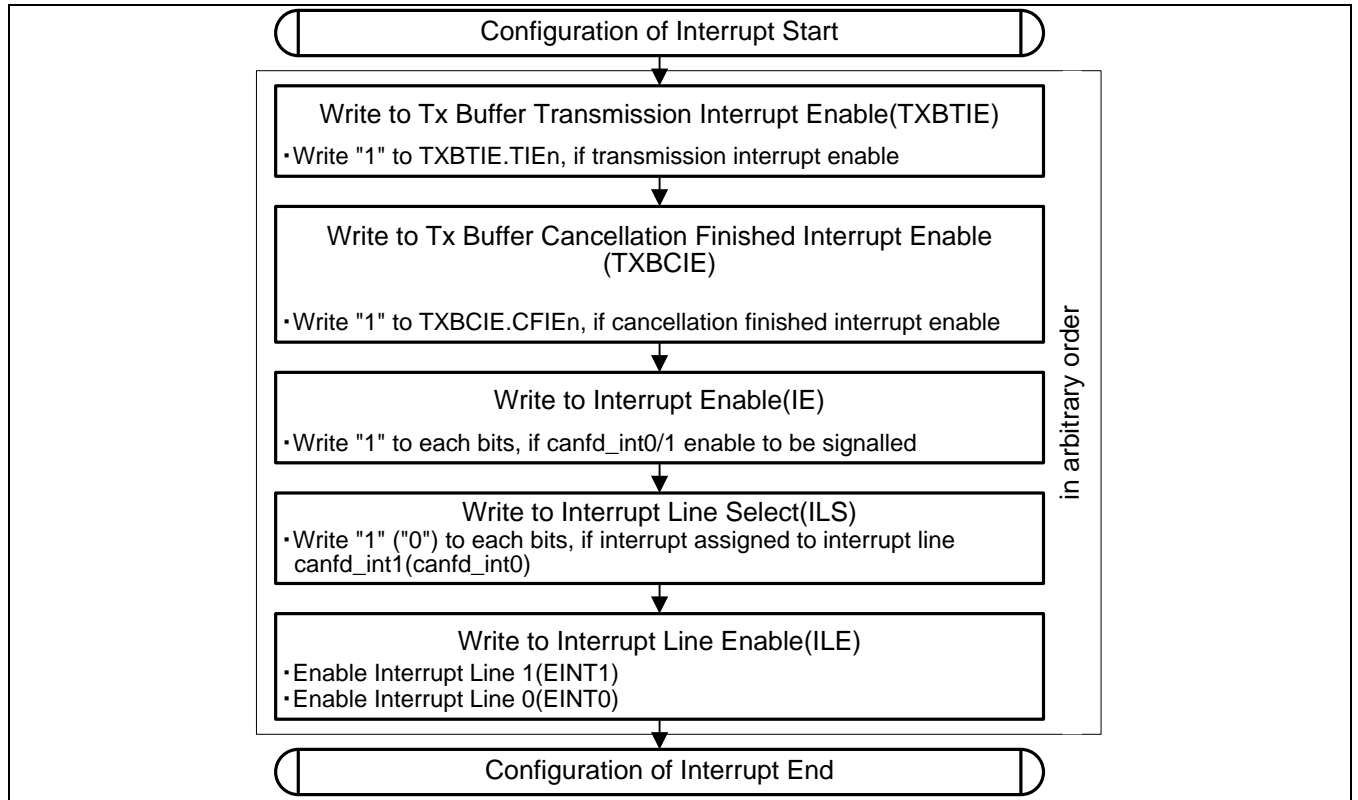 Configuration of Interrupt Start
Write to Tx Buffer Transmission Interrupt Enable(TXBTIE)
・Write "1" to TXBTIE.TIEn, if transmission interrupt enable
Write to Tx Buffer Cancellation Finished Interrupt Enable
(TXBCIE)
・Write "1" to TXBCIE.CFIEn, if cancellation finished interrupt enable
Write to Interrupt Enable(IE)
・Write "1" to each bits, if canfd_int0/1 enable to be signalled
Write to Interrupt Line Select(ILS)
・Write "1" ("0") to each bits, if interrupt assigned to interrupt line
canfd_int1(canfd_int0)
Write to Interrupt Line Enable(ILE)
・Enable Interrupt Line 1(EINT1)
・Enable Interrupt Line 0(EINT0)
in arbitrary order
Configuration of Interrupt End